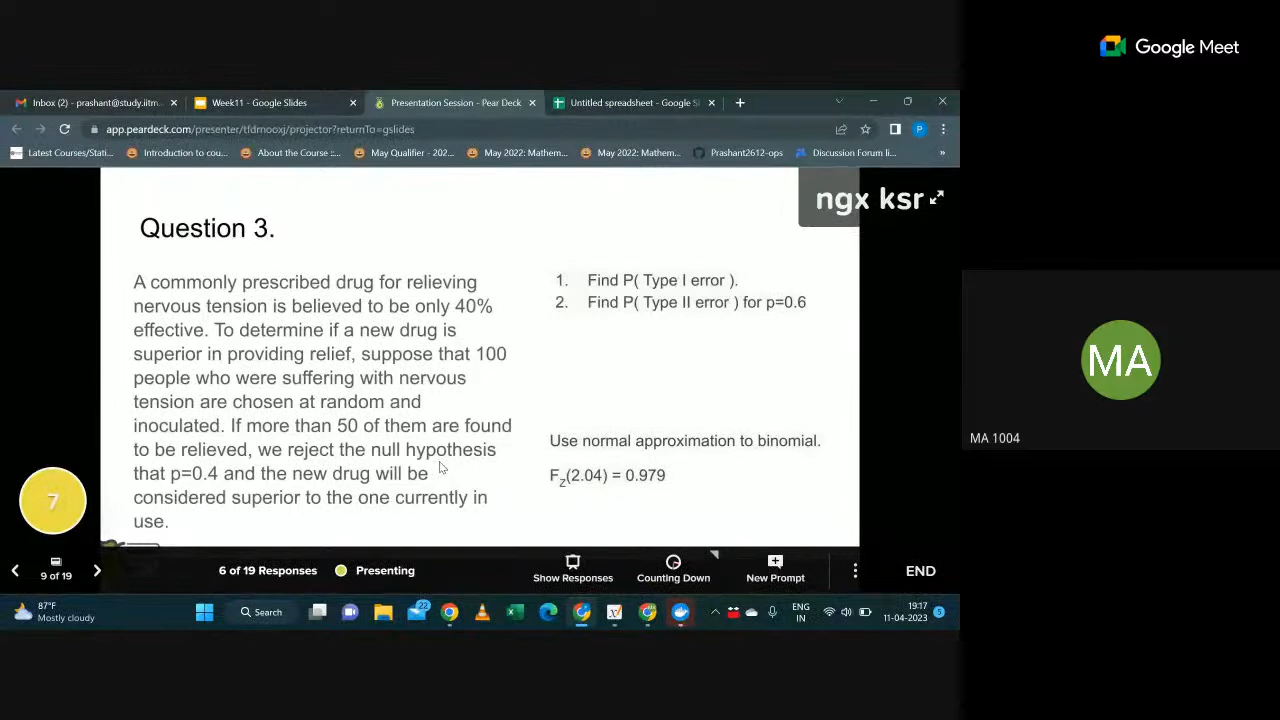 Google Meet
Inbox (2) - prashant@study.iitm
Week11 - Google Slides
Presentation Session - Pear Deck
Untitled spreadsheet - Google S
app.peardeck.com/presenter/tfdrnooxj/projector?returnTo=gslides
P
Latest Courses/Stati...
Introduction to cou...
About the Course ::...
May Qualifier - 202...
May 2022: Mathem...
May 2022: Mathem...
Prashant2612-ops
Discussion Forum li...
»
ngx ksr
Question 3.
A commonly prescribed drug for relieving
nervous tension is believed to be only 40%
effective. To determine if a new drug is
superior in providing relief, suppose that 100
people who were suffering with nervous
tension are chosen at random and
inoculated. If more than 50 of them are found
to be relieved, we reject the null hypothesis
that p=0.4 and the new drug will be
considered superior to the one currently in
use.
1. Find P( Type I error ).
2. Find P( Type II error ) for p=0.6
Use normal approximation to binomial.
F_Z(2.04) = 0.979
7
MA
MA 1004
9 of 19
6 of 19 Responses
Presenting
Show Responses
Counting Down
New Prompt
END
87°F
Mostly cloudy
Search
22
ENG
IN
19:17
11-04-2023
5